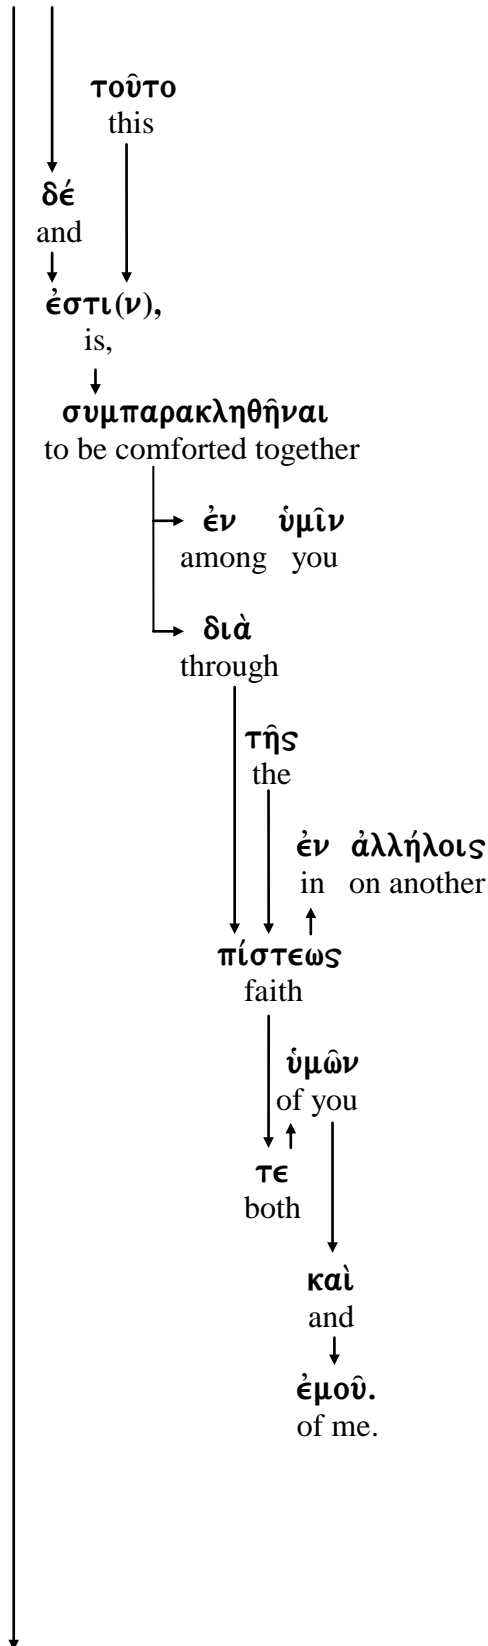 τοῦτο
this
δέ
and
ἐστι(ν),
is,
συμπαρακληθῆναι
to be comforted together
ἐν ὑμῖν
among you
διὰ
through
τῆς
the
ἐν ἀλλήλοις
in on another
πίστεως
faith
ὑμῶν
of you
τε
both
καὶ
and
ἐμοῦ.
of me.